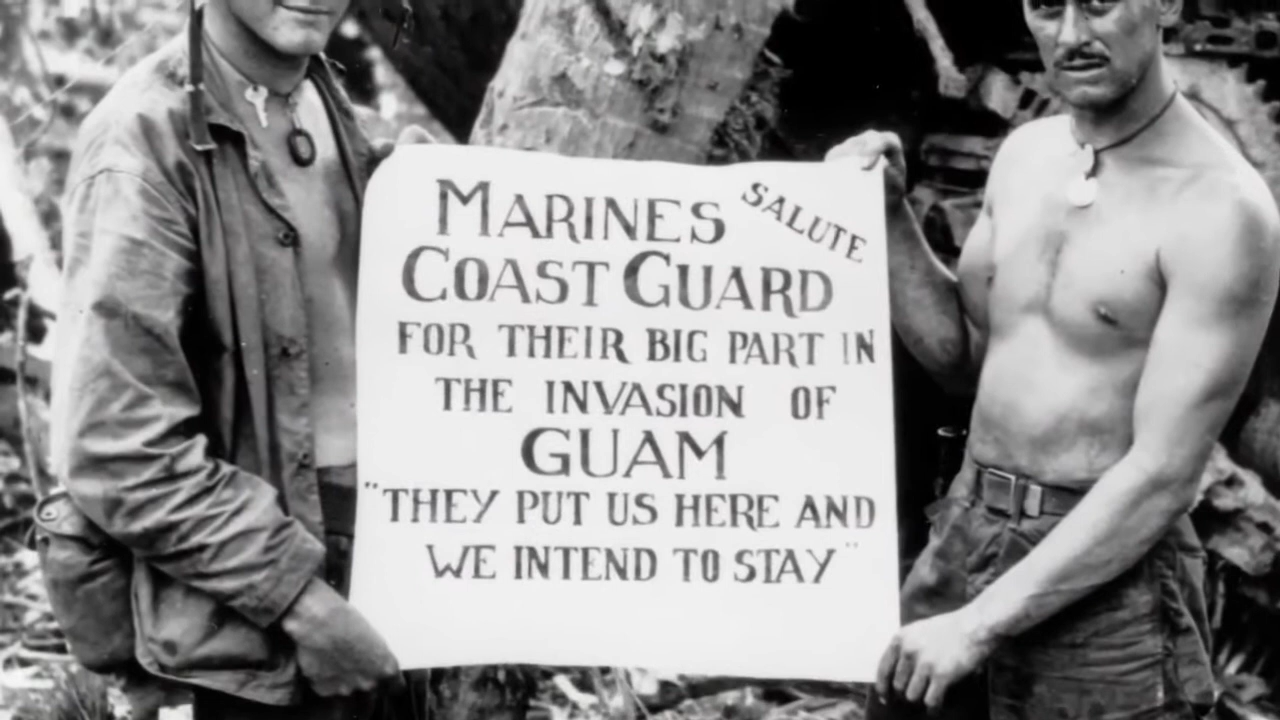 MARINES SALUTE
COAST GUARD
FOR THEIR BIG PART IN
THE INVASION OF
GUAM
"THEY PUT US HERE AND
WE INTEND TO STAY"